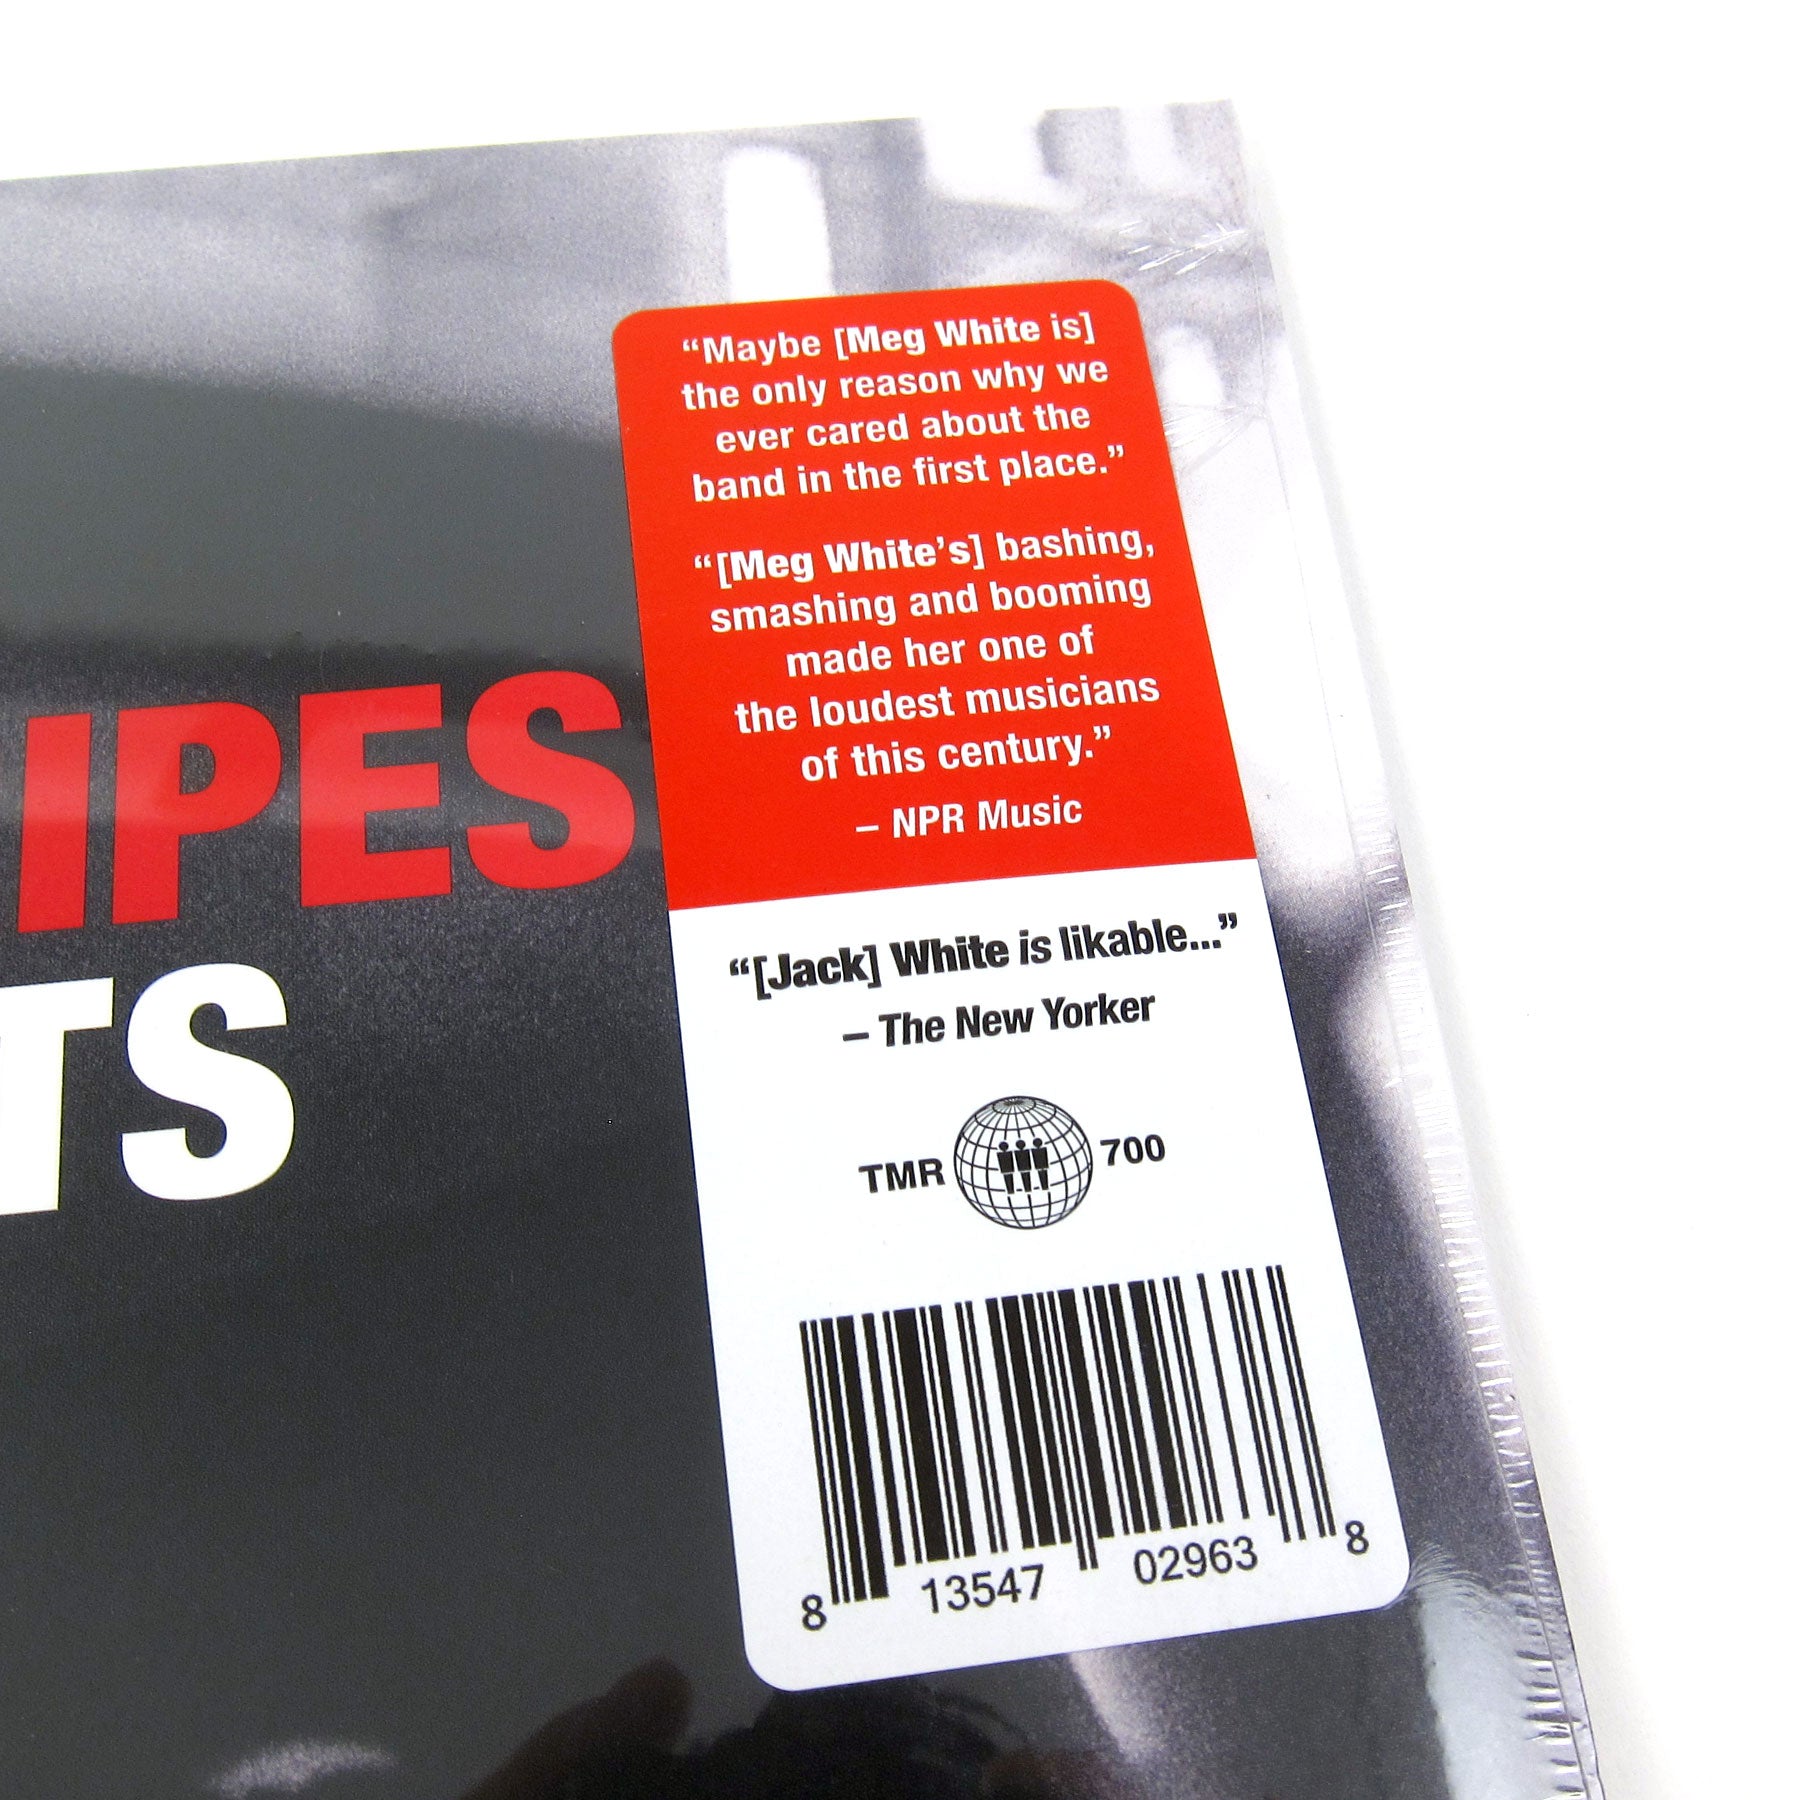 IPES
TS
“Maybe [Meg White is]
the only reason why we
ever cared about the
band in the first place.”
“[Meg White’s] bashing,
smashing and booming
made her one of
the loudest musicians
of this century.”
– NPR Music
“[Jack] White is likable...”
– The New Yorker
TMR 700
8 13547 02963 8